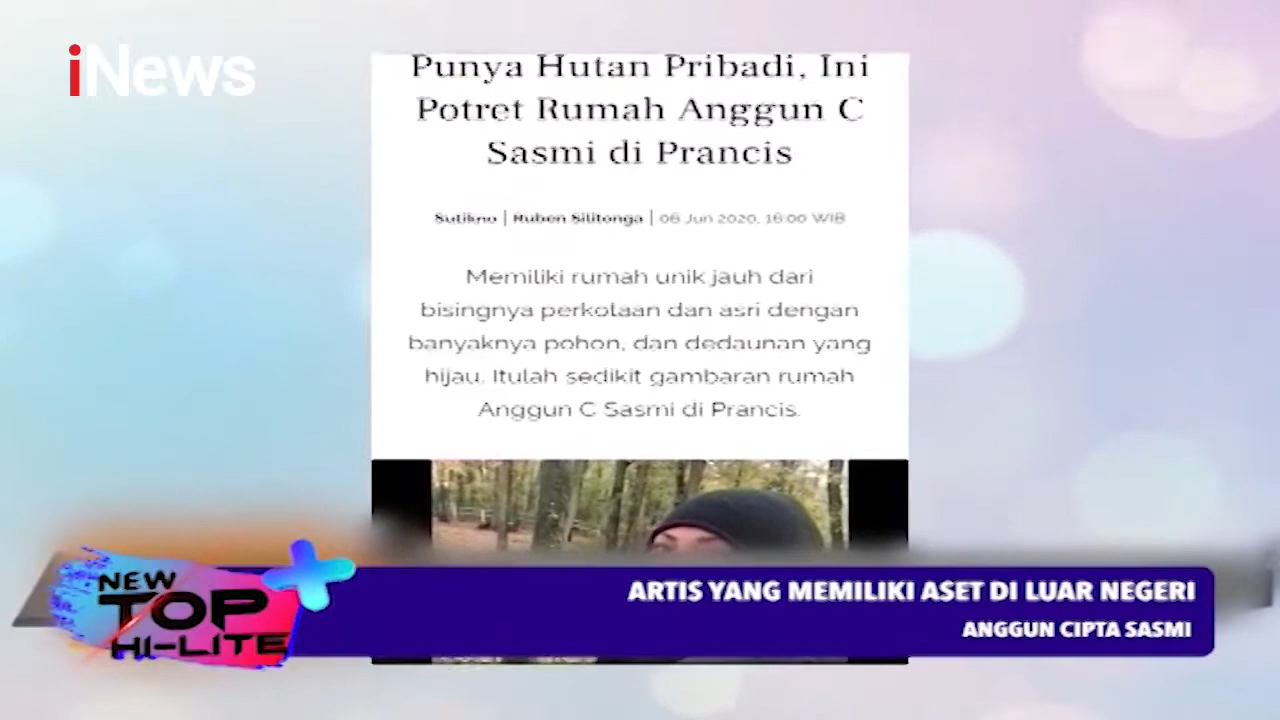 iNews
Punya Hutan Pribadi, Ini
Potret Rumah Anggun C
Sasmi di Prancis
Sutikno | Ruben Silitonga | 06 Jun 2020, 16:00 WIB
Memiliki rumah unik jauh dari
bisingnya perkotaan dan asri dengan
banyaknya pohon, dan dedaunan yang
hijau. Itulah sedikit gambaran rumah
Anggun C Sasmi di Prancis.
NEW
TOP
HI-LITE
ARTIS YANG MEMILIKI ASET DI LUAR NEGERI
ANGGUN CIPTA SASMI